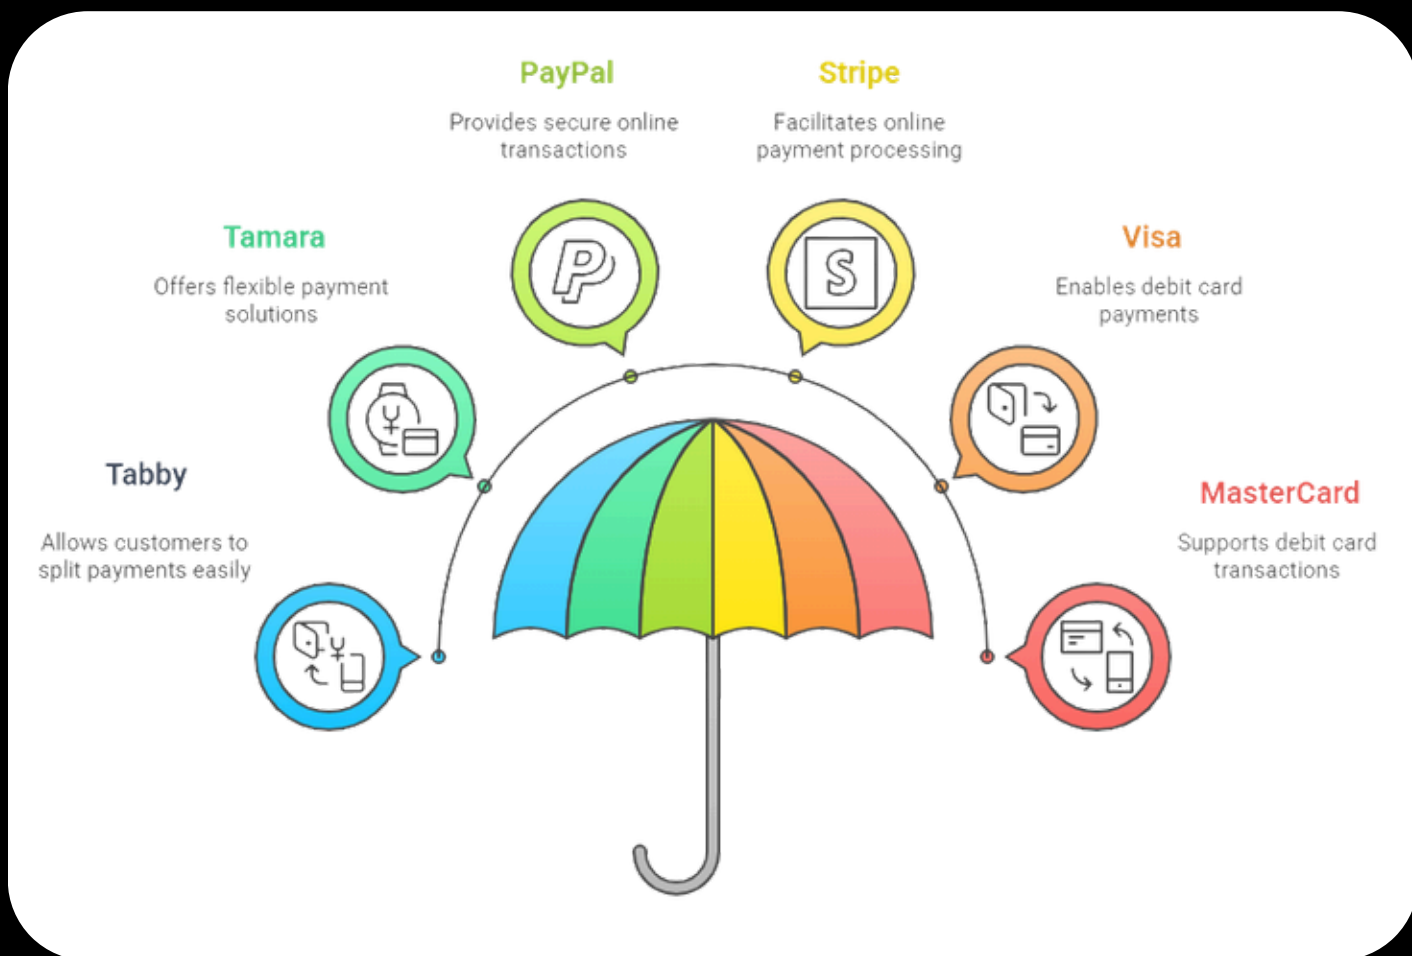 PayPal
Provides secure online
transactions
Stripe
Facilitates online
payment processing
Tamara
Offers flexible payment
solutions
Visa
Enables debit card
payments
Tabby
Allows customers to
split payments easily
MasterCard
Supports debit card
transactions